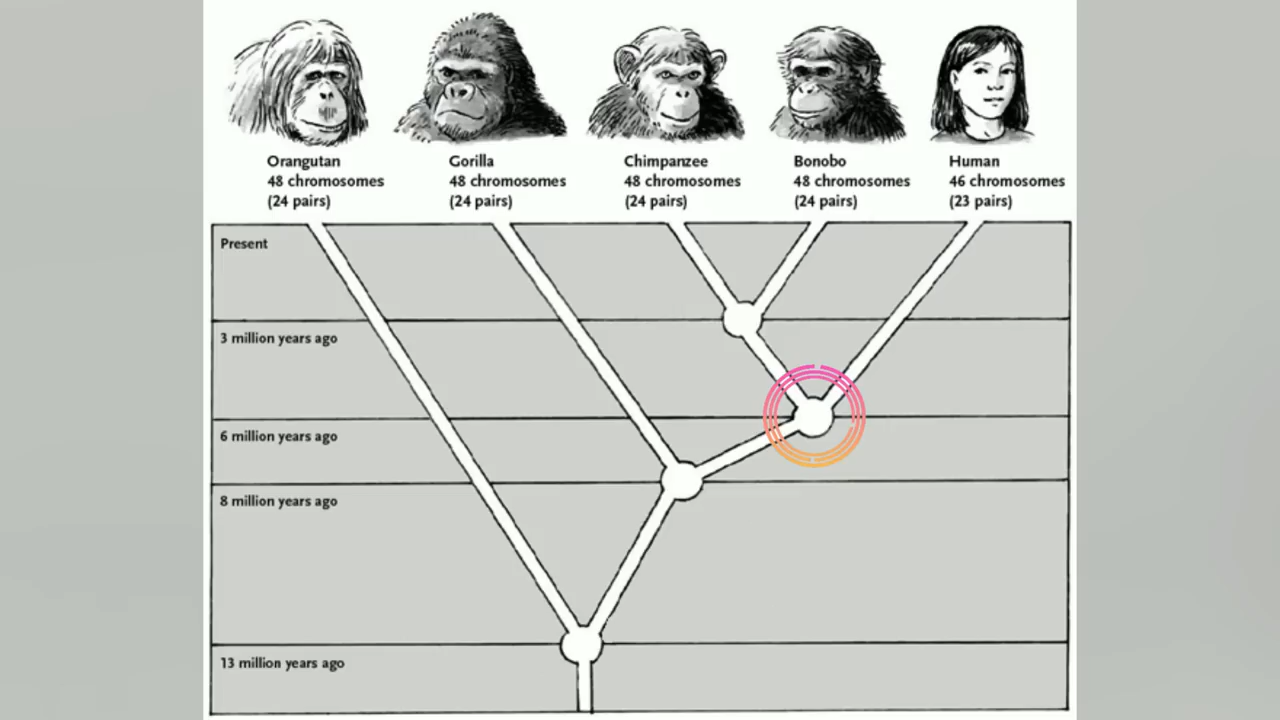 Orangutan
48 chromosomes
(24 pairs)
Gorilla
48 chromosomes
(24 pairs)
Chimpanzee
48 chromosomes
(24 pairs)
Bonobo
48 chromosomes
(24 pairs)
Human
46 chromosomes
(23 pairs)
Present
3 million years ago
6 million years ago
8 million years ago
13 million years ago